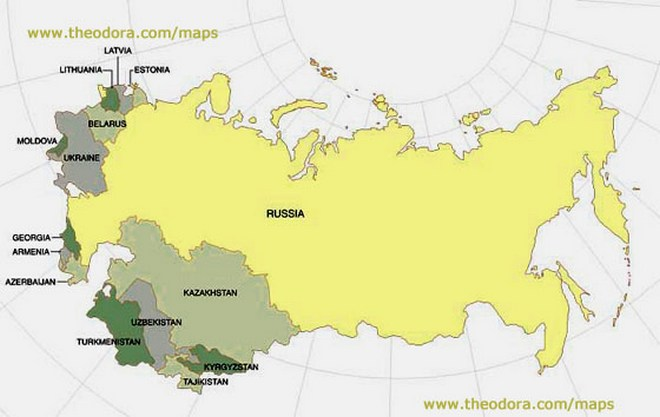 www.theodora.com/maps
LATVIA
LITHUANIA
ESTONIA
BELARUS
MOLDOVA
UKRAINE
RUSSIA
GEORGIA
ARMENIA
AZERBAIJAN
KAZAKHSTAN
UZBEKISTAN
TURKMENISTAN
KYRGYZSTAN
TAJIKISTAN
www.theodora.com/maps